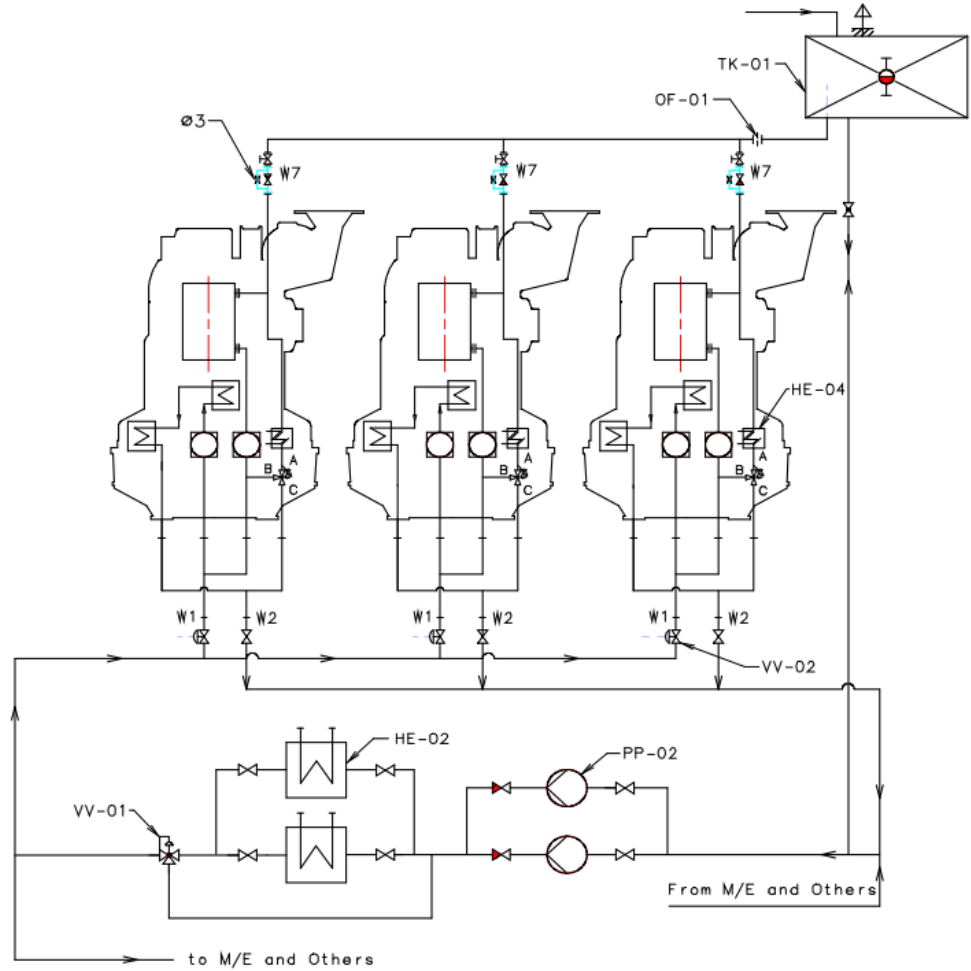 TK-01
OF-01
ø3
W7
W7
W7
HE-04
A
B
C
A
B
C
A
B
C
W1
W2
W1
W2
W1
W2
VV-02
HE-02
PP-02
VV-01
From M/E and Others
to M/E and Others